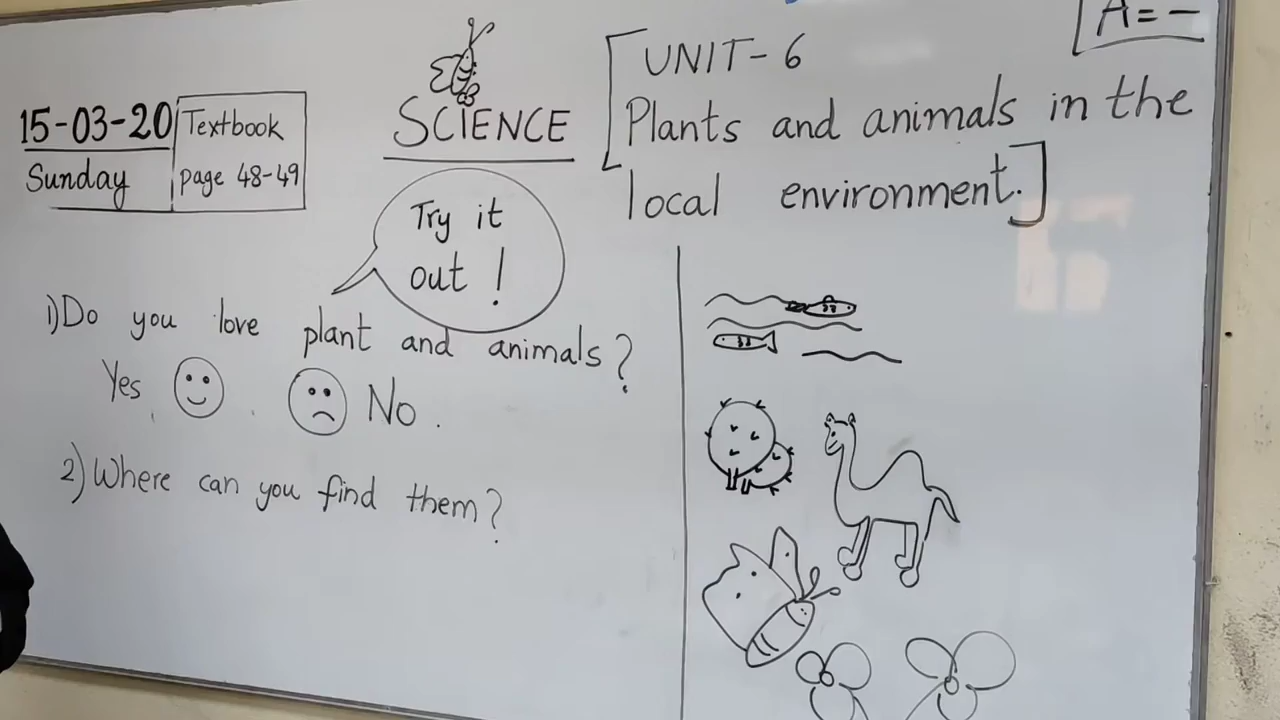 A = -
15-03-20
Sunday
Textbook
page 48-49
SCIENCE
UNIT-6
Plants and animals in the
local environment.
Try it
out !
1) Do you love plant and animals?
Yes
No.
2) Where can you find them?